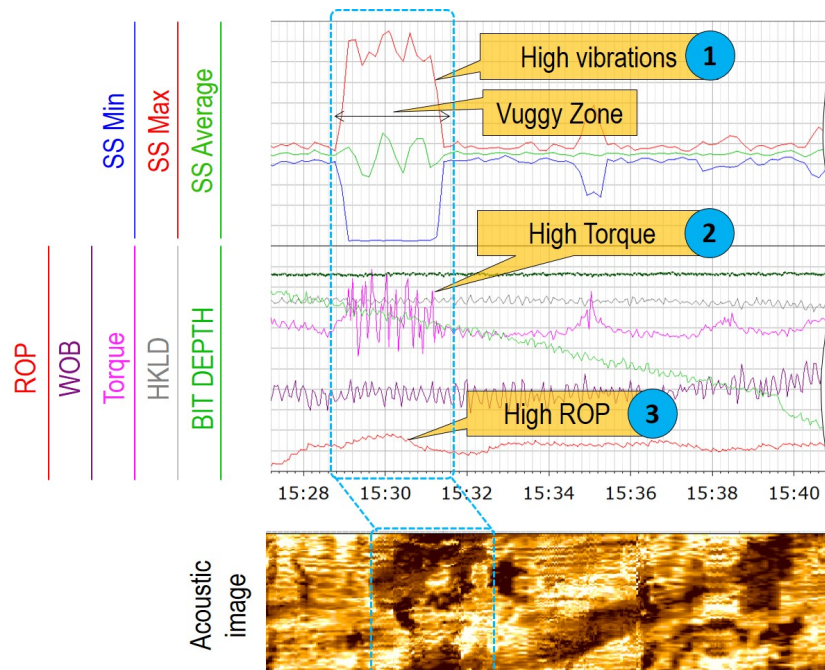 SS Min
SS Max
SS Average
High vibrations 1
Vuggy Zone
High Torque 2
ROP
WOB
Torque
HKLD
BIT DEPTH
High ROP 3
15:28 15:30 15:32 15:34 15:36 15:38 15:40
Acoustic
image